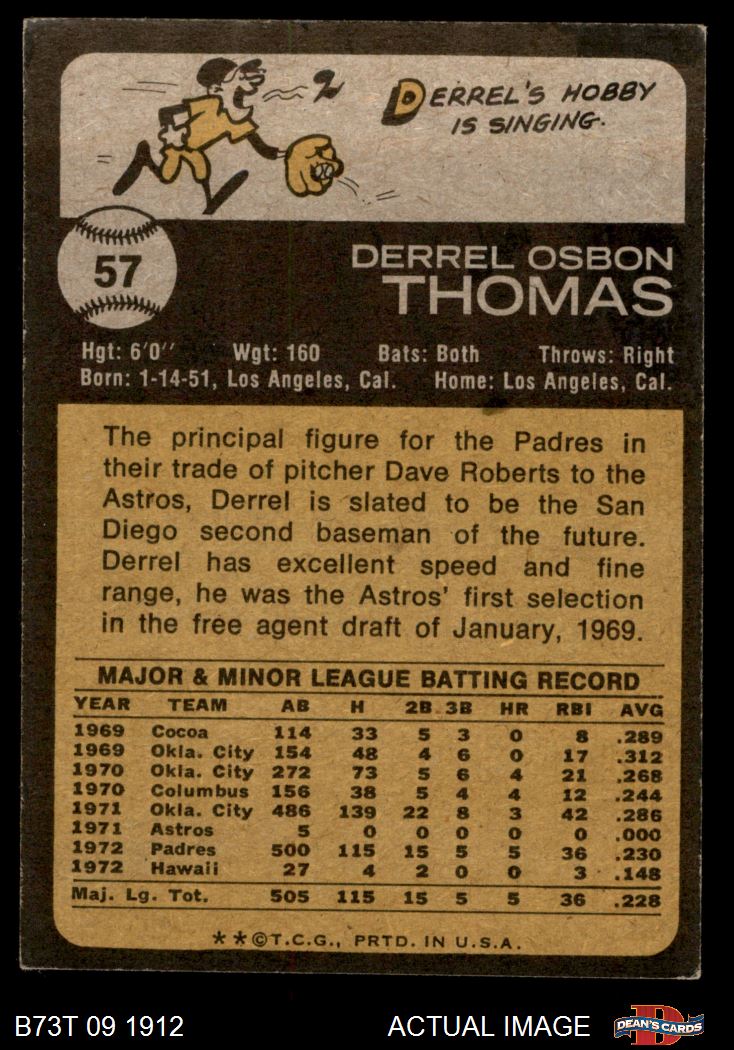 DERREL'S HOBBY
IS SINGING.
57
DERREL OSBON
THOMAS
Hgt: 6'0'' Wgt: 160 Bats: Both Throws: Right
Born: 1-14-51, Los Angeles, Cal. Home: Los Angeles, Cal.
The principal figure for the Padres in
their trade of pitcher Dave Roberts to the
Astros, Derrel is slated to be the San
Diego second baseman of the future.
Derrel has excellent speed and fine
range, he was the Astros' first selection
in the free agent draft of January, 1969.
MAJOR & MINOR LEAGUE BATTING RECORD
YEAR TEAM AB H 2B 3B HR RBI AVG
1969 Cocoa 114 33 5 3 0 8 .289
1969 Okla. City 154 48 4 6 0 17 .312
1970 Okla. City 272 73 5 6 4 21 .268
1970 Columbus 156 38 5 4 4 12 .244
1971 Okla. City 486 139 22 8 3 42 .286
1971 Astros 5 0 0 0 0 0 .000
1972 Padres 500 115 15 5 5 36 .230
1972 Hawaii 27 4 2 0 0 3 .148
Maj. Lg. Tot. 505 115 15 5 5 36 .228
**©T.C.G., PRTD. IN U.S.A.
B73T 09 1912 ACTUAL IMAGE DEAN'S CARDS